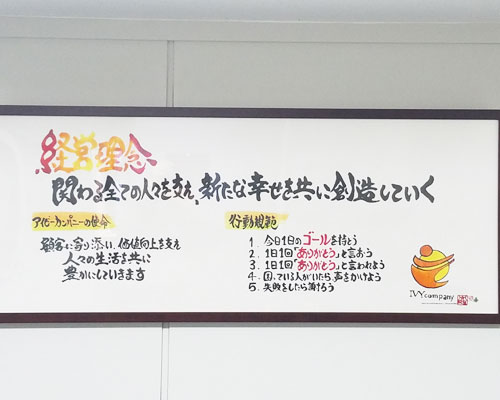 経営理念
関わる全ての人々を支え、新たな幸せを共に創造していく
アイビーカンパニーの使命
顧客に寄り添い、価値向上を支え
人々の生活を共に
豊かにしていきます
行動規範
1. 今日1日のゴールを持とう
2. 1日1回「ありがとう」と言おう
3. 1日1回「ありがとう」と言われよう
4. 困っている人がいたら、声をかけよう
5. 失敗をしたら謝ろう
IVYcompany